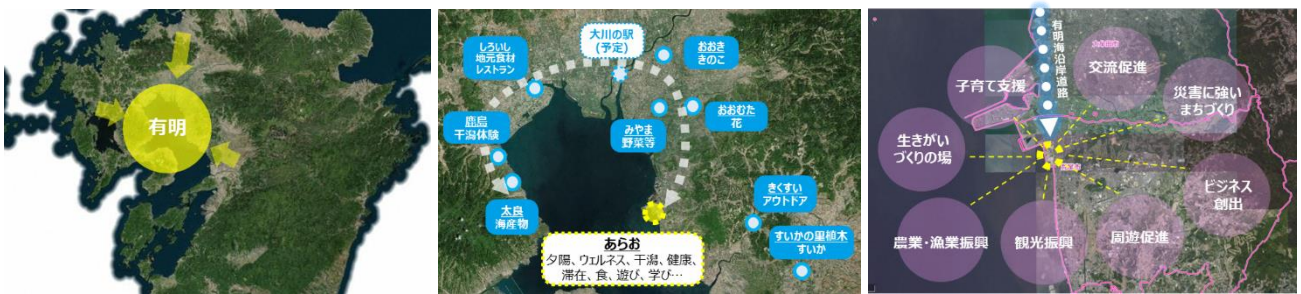 有明
大川の駅
(予定)
しろいし
地元食材
レストラン
おおき
きのこ
鹿島
干潟体験
みやま
野菜等
おおむた
花
太良
海産物
きくすい
アウトドア
すいかの里植木
すいか
あらお
夕陽、ウェルネス、干潟、健康、
滞在、食、遊び、学び…
有明海沿岸道路
大牟田市
子育て支援
交流促進
災害に強い
まちづくり
生きがい
づくりの場
ビジネス
創出
農業・漁業振興
観光振興
周遊促進